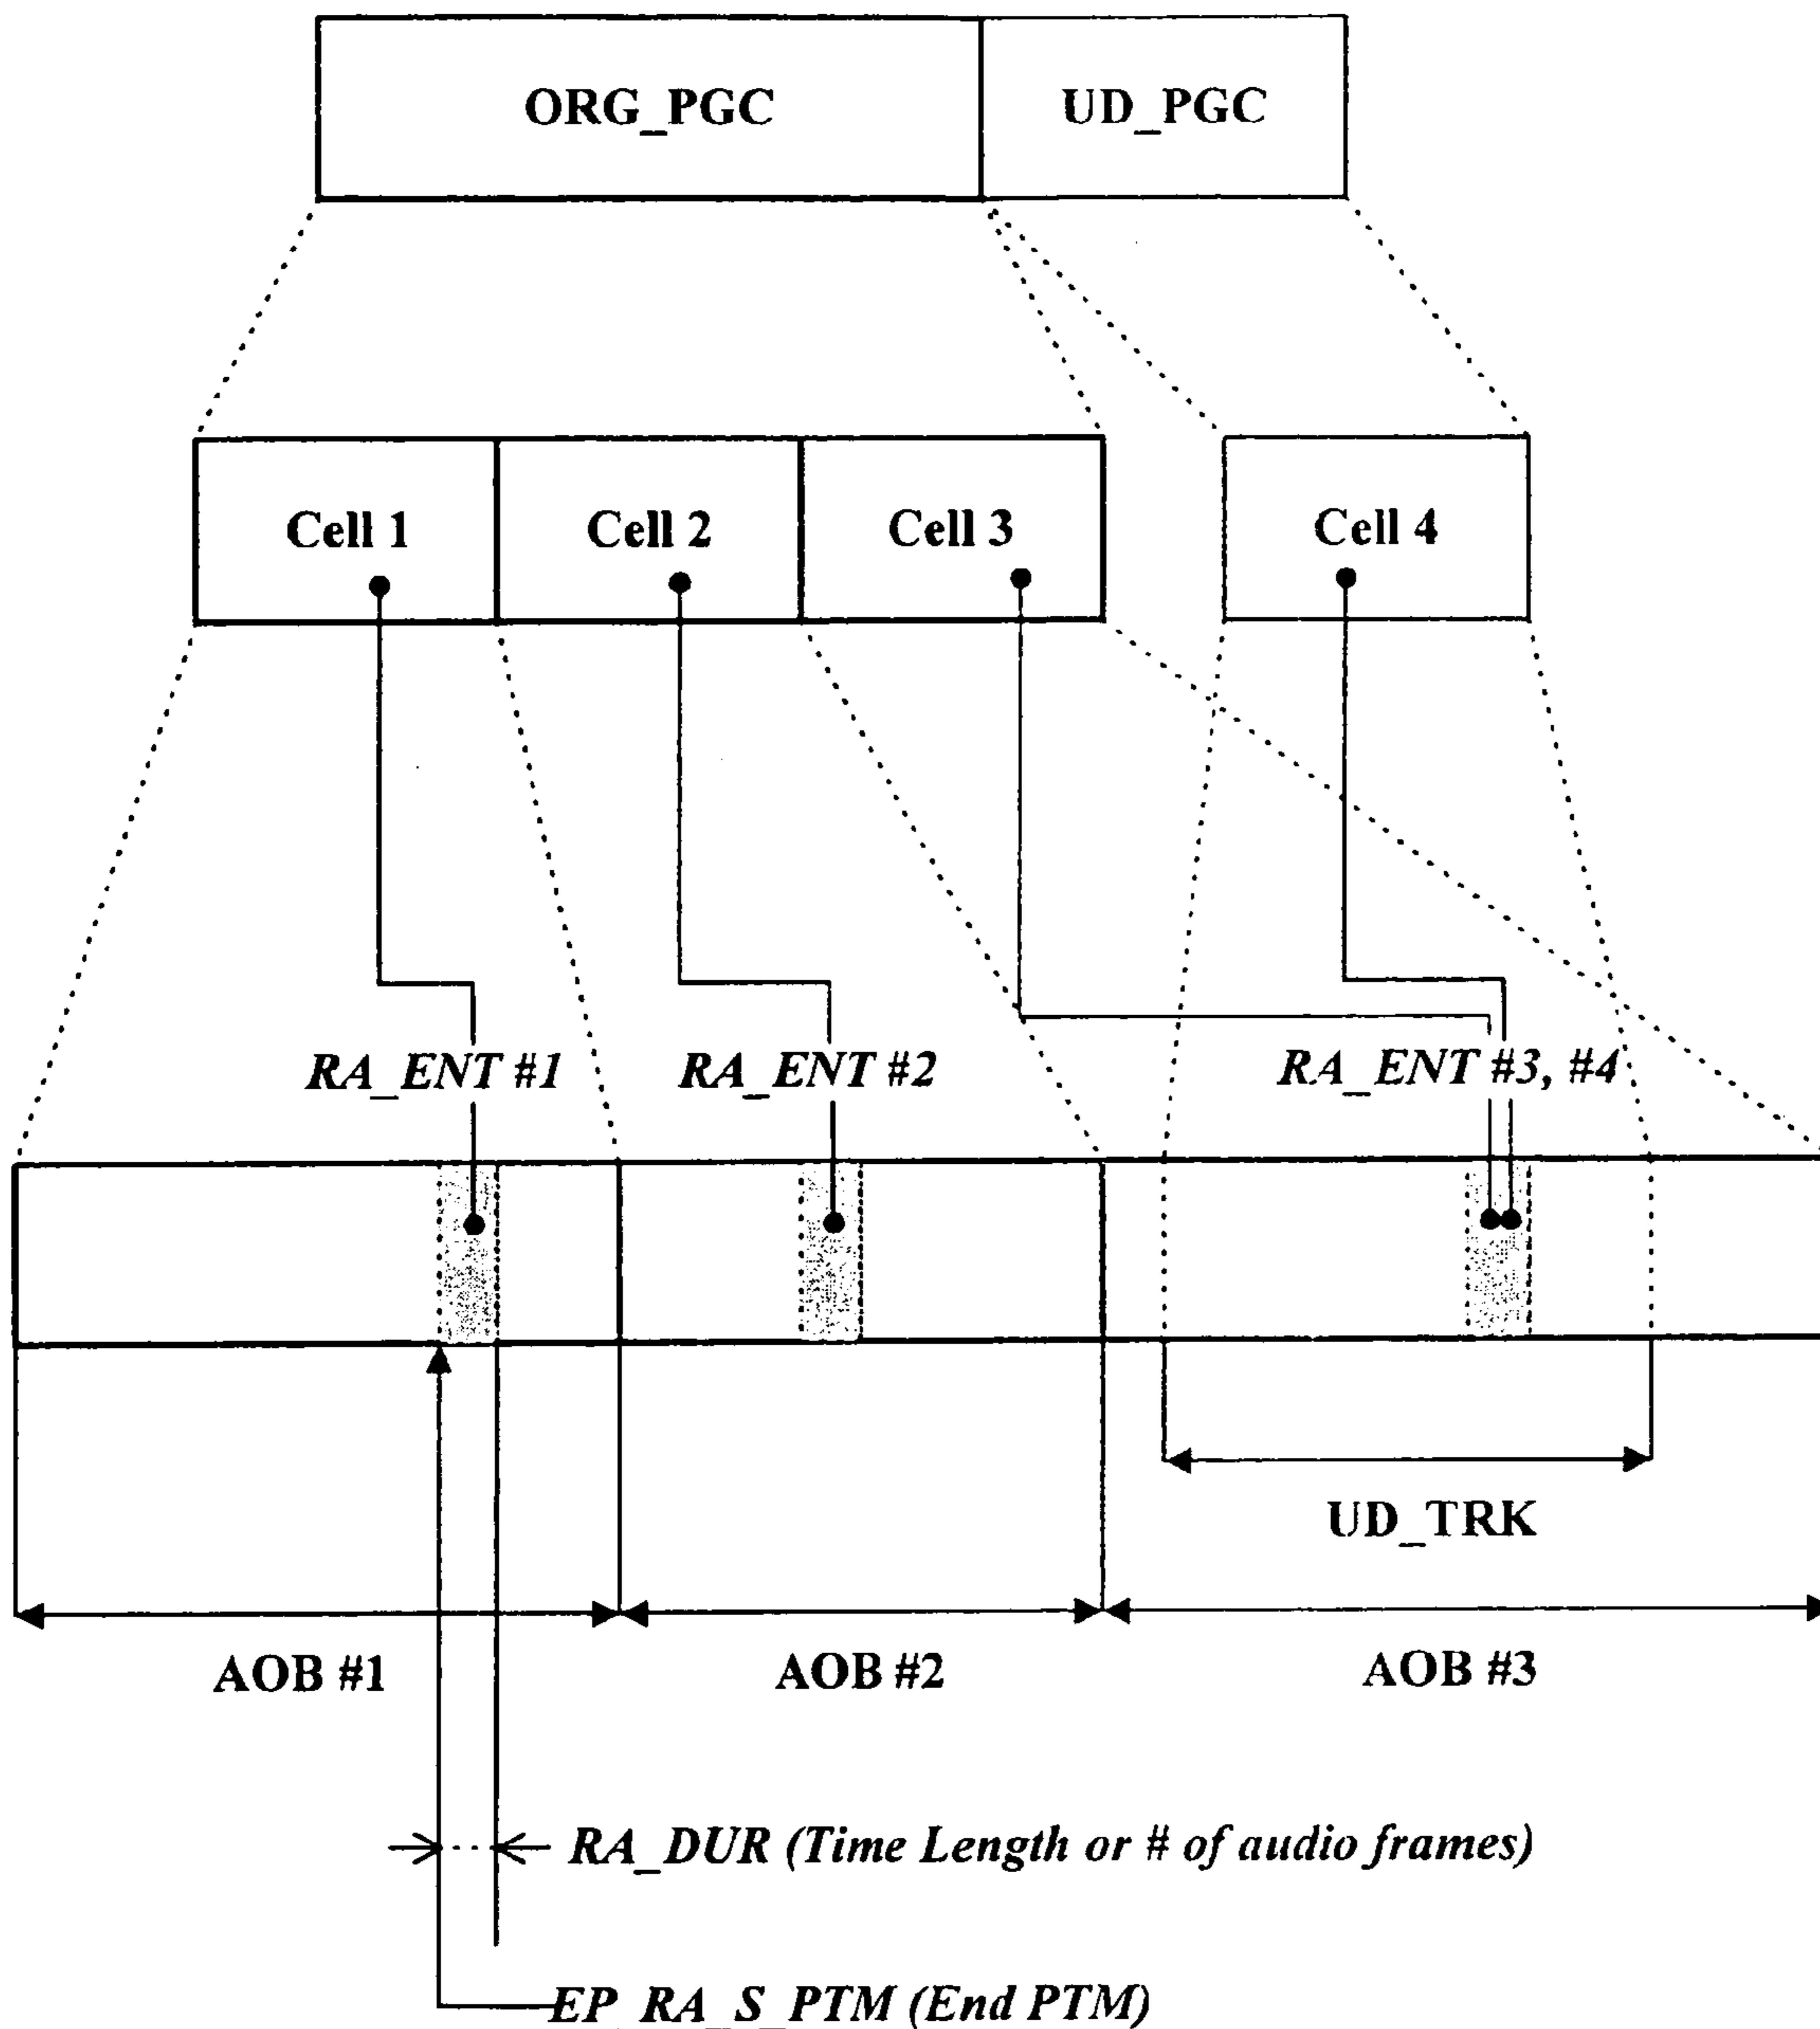 ORG_PGC UD_PGC
Cell 1 Cell 2 Cell 3 Cell 4
RA_ENT #1 RA_ENT #2 RA_ENT #3, #4
UD_TRK
AOB #1 AOB #2 AOB #3
RA_DUR (Time Length or # of audio frames)
EP_RA_S_PTM (End PTM)